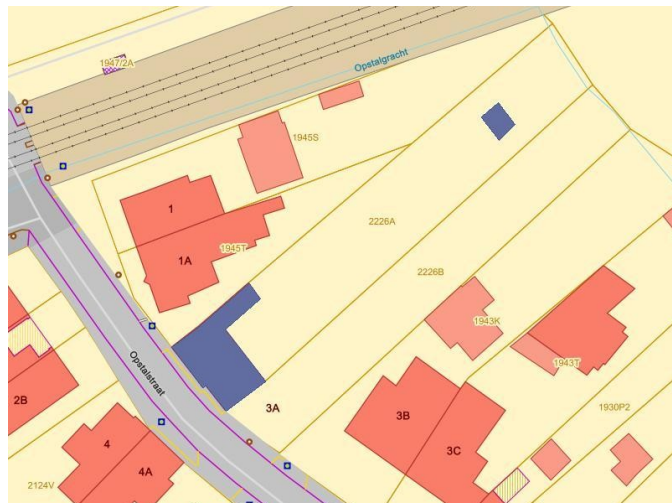 1947/2A
Opstalgracht
1945S
1
2226A
1945T
1A
2226B
1943K
Opstalstraat
1943T
2B
3A
3B
1930P2
4
3C
4A
2124V